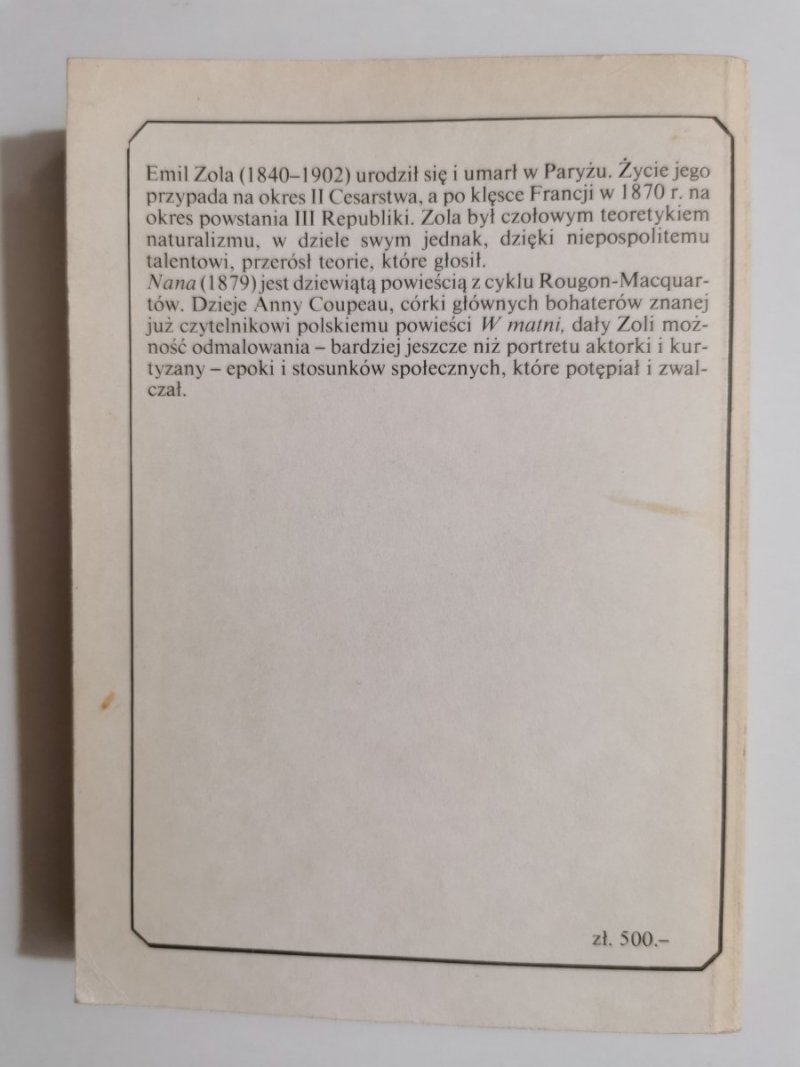 Emil Zola (1840–1902) urodził się i umarł w Paryżu. Życie jego
przypada na okres II Cesarstwa, a po klęsce Francji w 1870 r. na
okres powstania III Republiki. Zola był czołowym teoretykiem
naturalizmu, w dziele swym jednak, dzięki niepospolitemu
talentowi, przerósł teorie, które głosił.
Nana (1879) jest dziewiątą powieścią z cyklu Rougon-Macquar-
tów. Dzieje Anny Coupeau, córki głównych bohaterów znanej
już czytelnikowi polskiemu powieści W matni, dały Zoli moż-
ność odmalowania – bardziej jeszcze niż portretu aktorki i kur-
tyzany – epoki i stosunków społecznych, które potępiał i zwal-
czał.
zł. 500.–